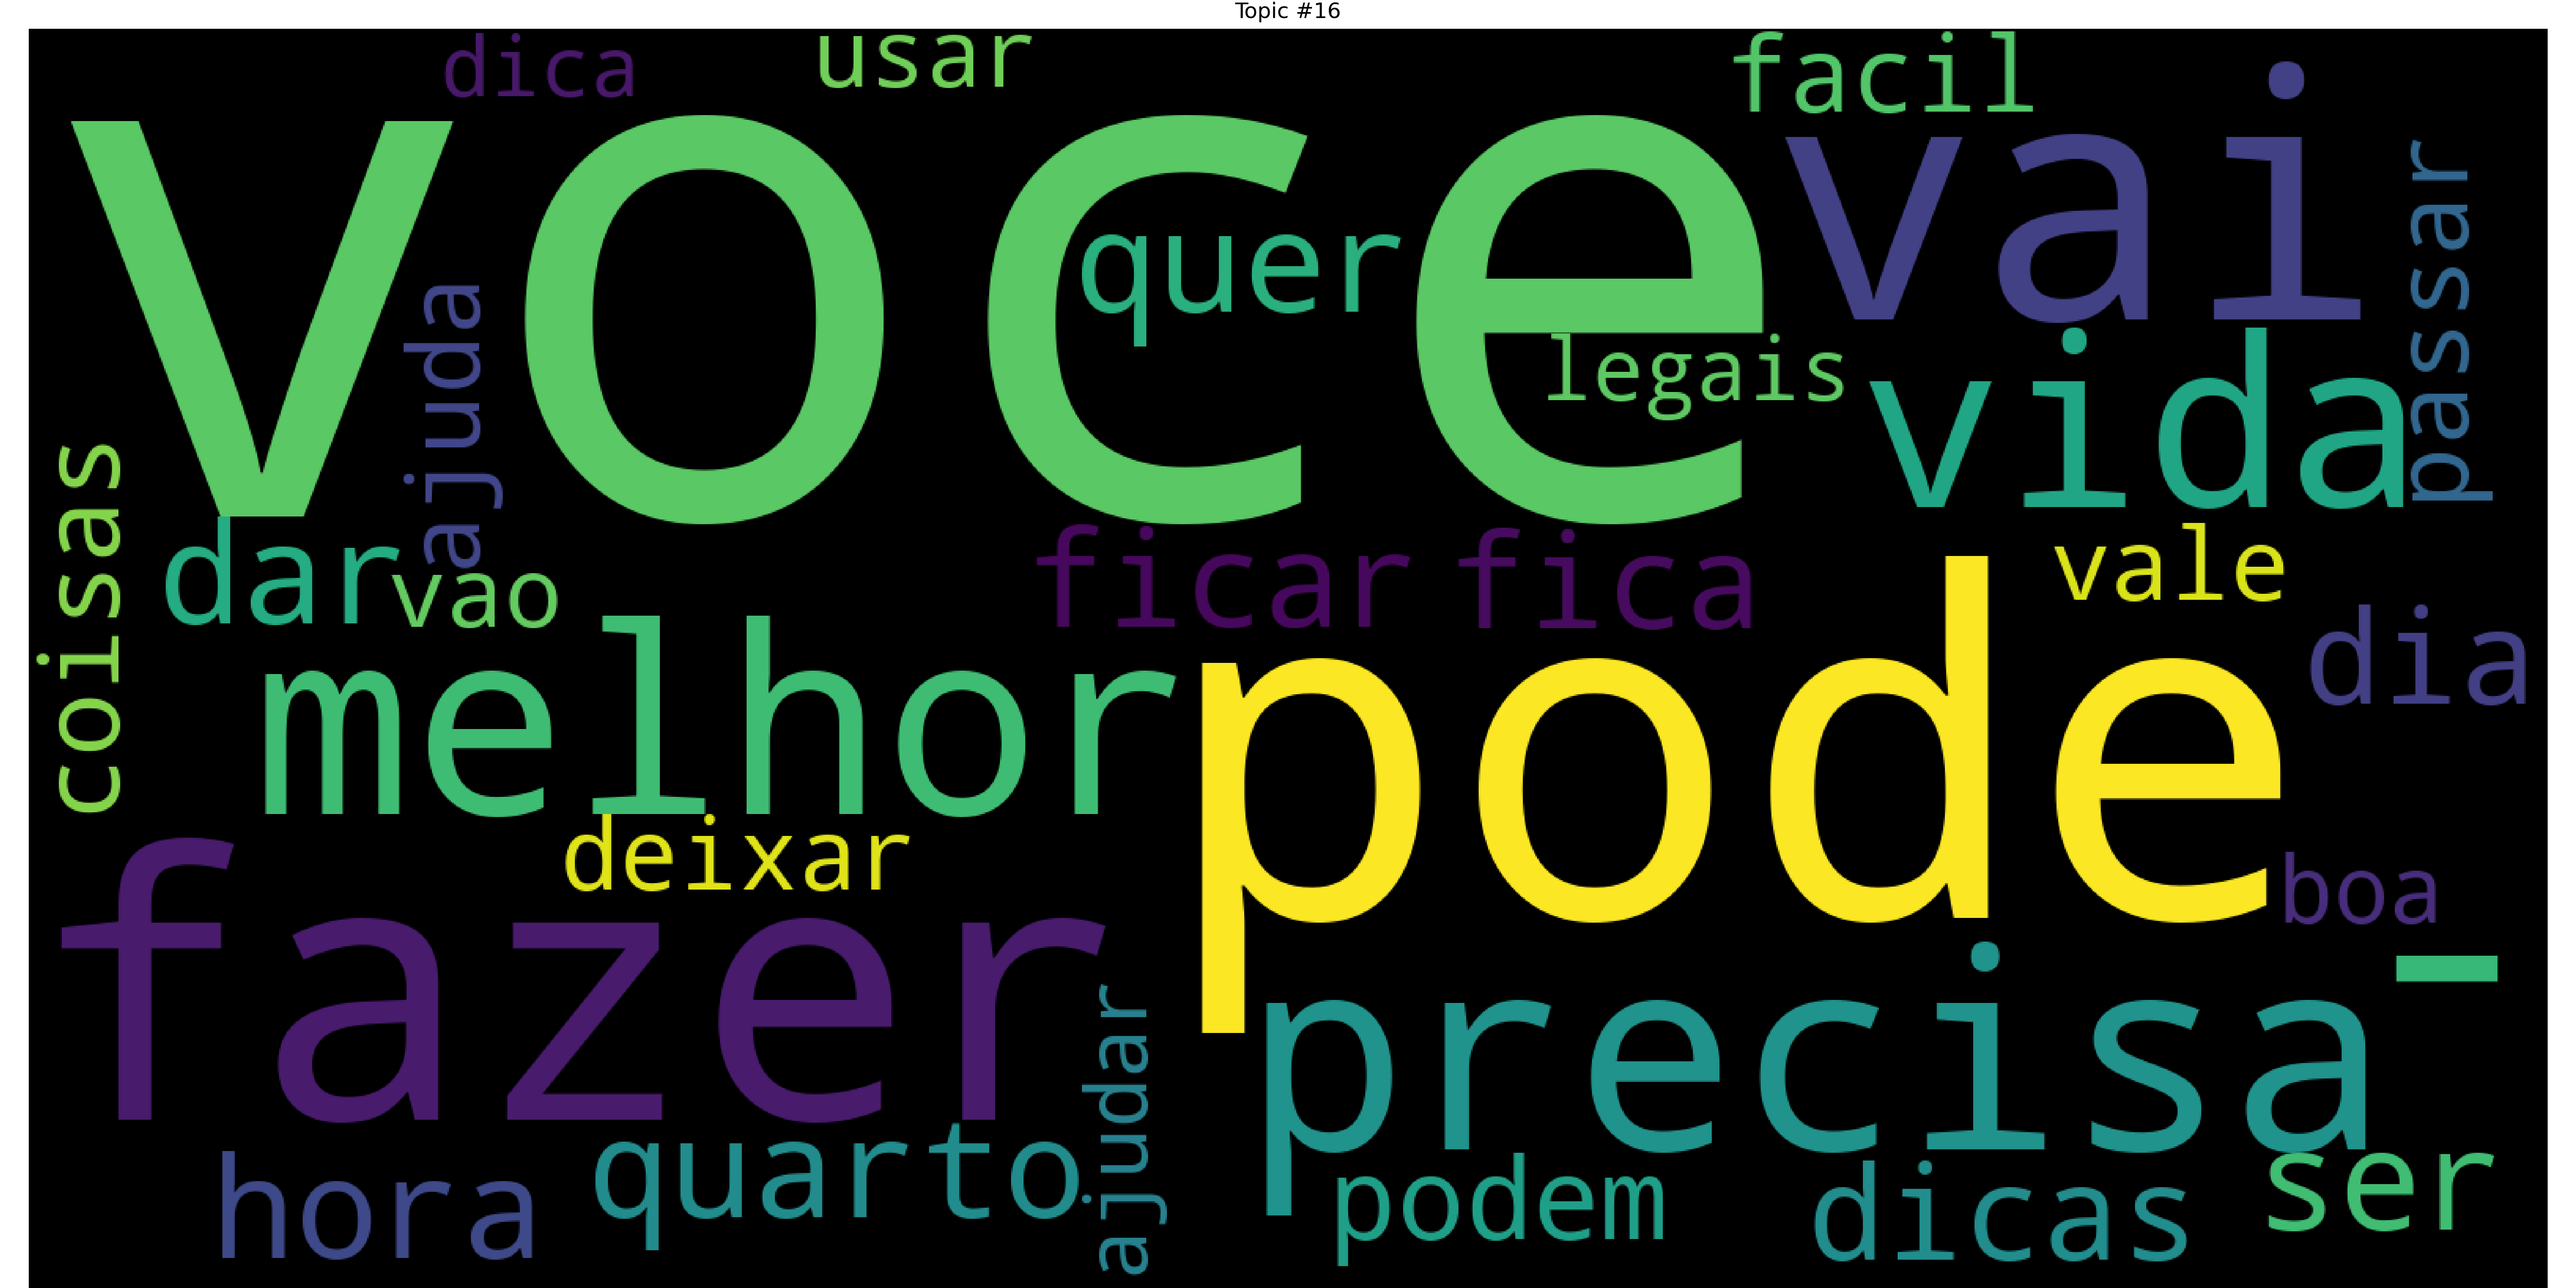 Topic #16
dica
usar
facil
voce
vai
quer
legais
vida
passar
ajuda
coisas
dar
vao
ficar
fica
vale
dia
melhor
pode
deixar
boa
fazer
precisa
-
ajudar
hora
quarto
podem
dicas
ser